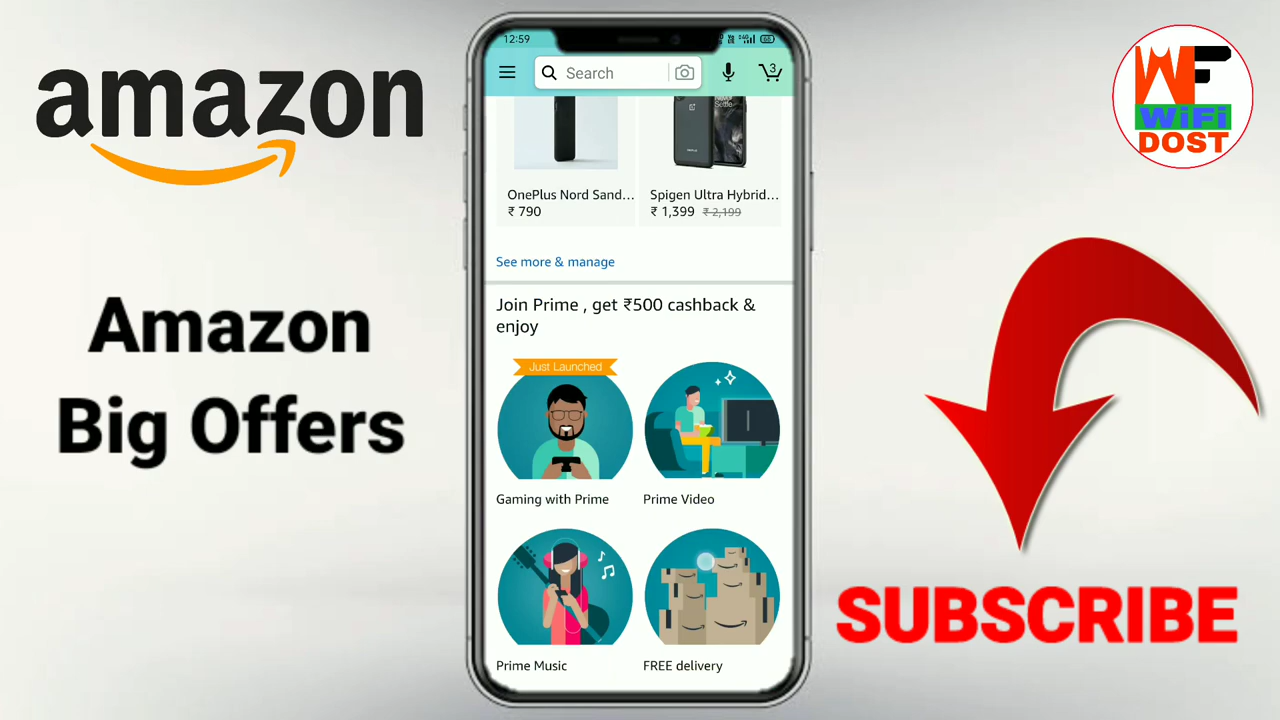 amazon
Amazon
Big Offers
12:59
Search
3
OnePlus Nord Sand...
₹ 790
Spigen Ultra Hybrid...
₹ 1,399 ₹ 2,199
See more & manage
Join Prime , get ₹500 cashback &
enjoy
Just Launched
Gaming with Prime
Prime Video
Prime Music
FREE delivery
WF
WiFi
DOST
SUBSCRIBE